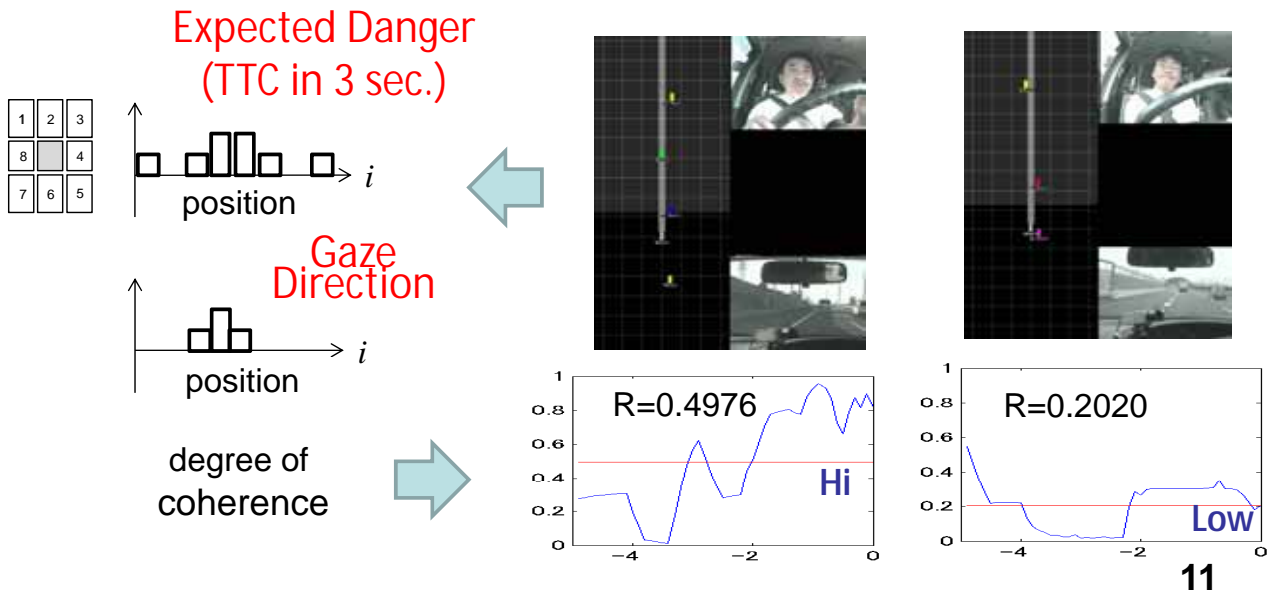 Expected Danger
(TTC in 3 sec.)
1 2 3
8 4
7 6 5
i
position
Gaze
Direction
i
position
degree of
coherence
1
0.8
0.6
0.4
0.2
0
−4 −2 0
R=0.4976
Hi
1
0.8
0.6
0.4
0.2
0
−4 −2 0
R=0.2020
Low
11